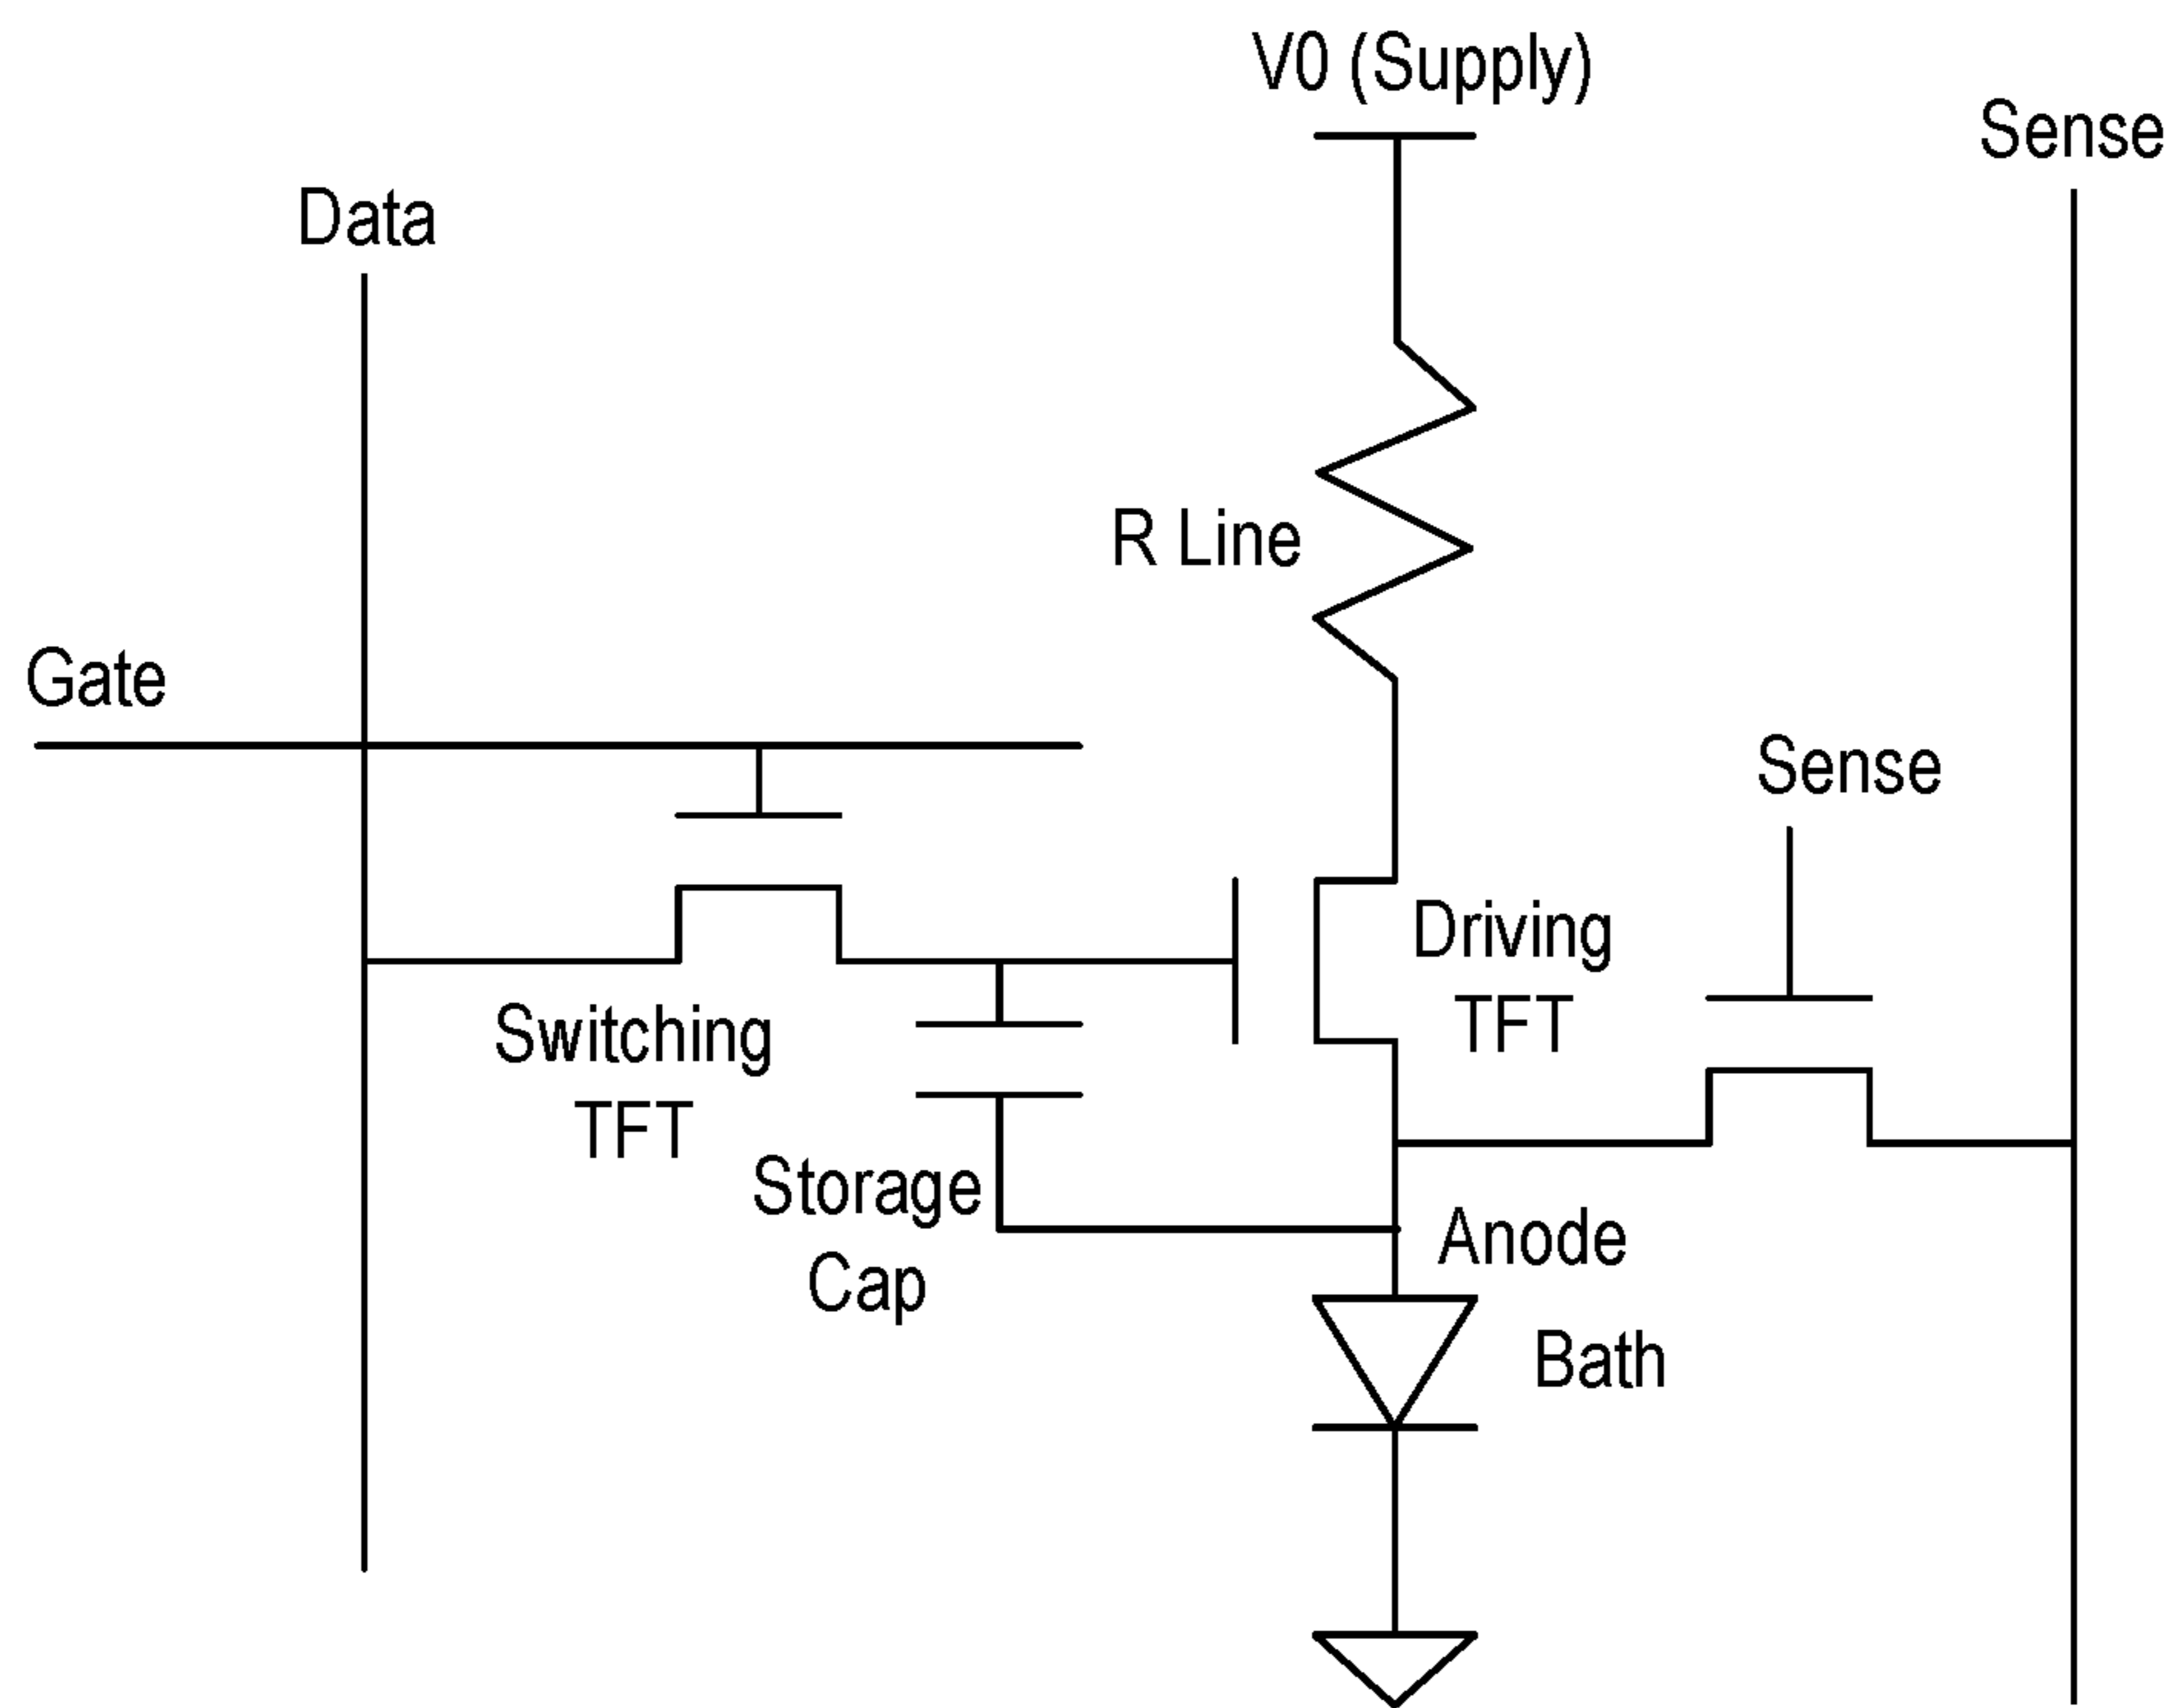 V0 (Supply)
Sense
Data
R Line
Gate
Sense
Driving
TFT
Switching
TFT
Storage
Cap
Anode
Bath